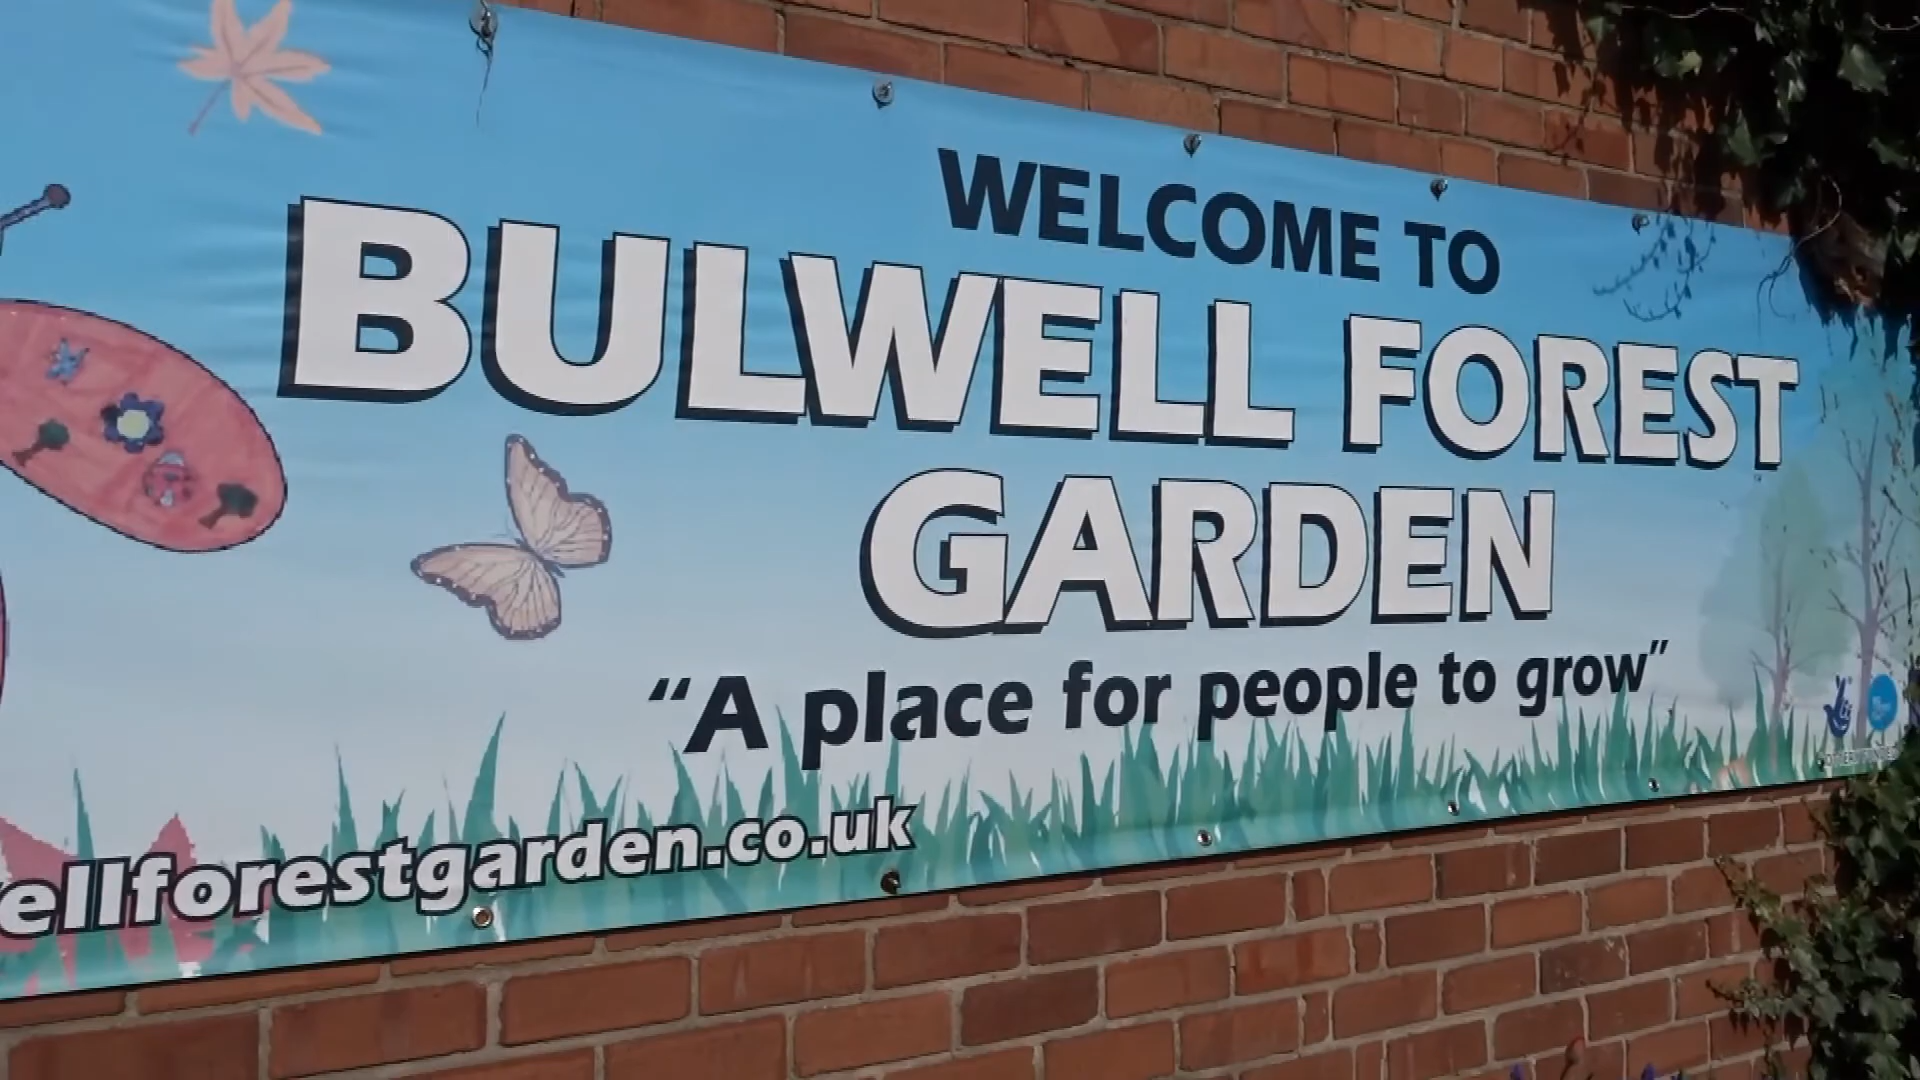 WELCOME TO
BULWELL FOREST
GARDEN
“A place for people to grow”
ellforestgarden.co.uk